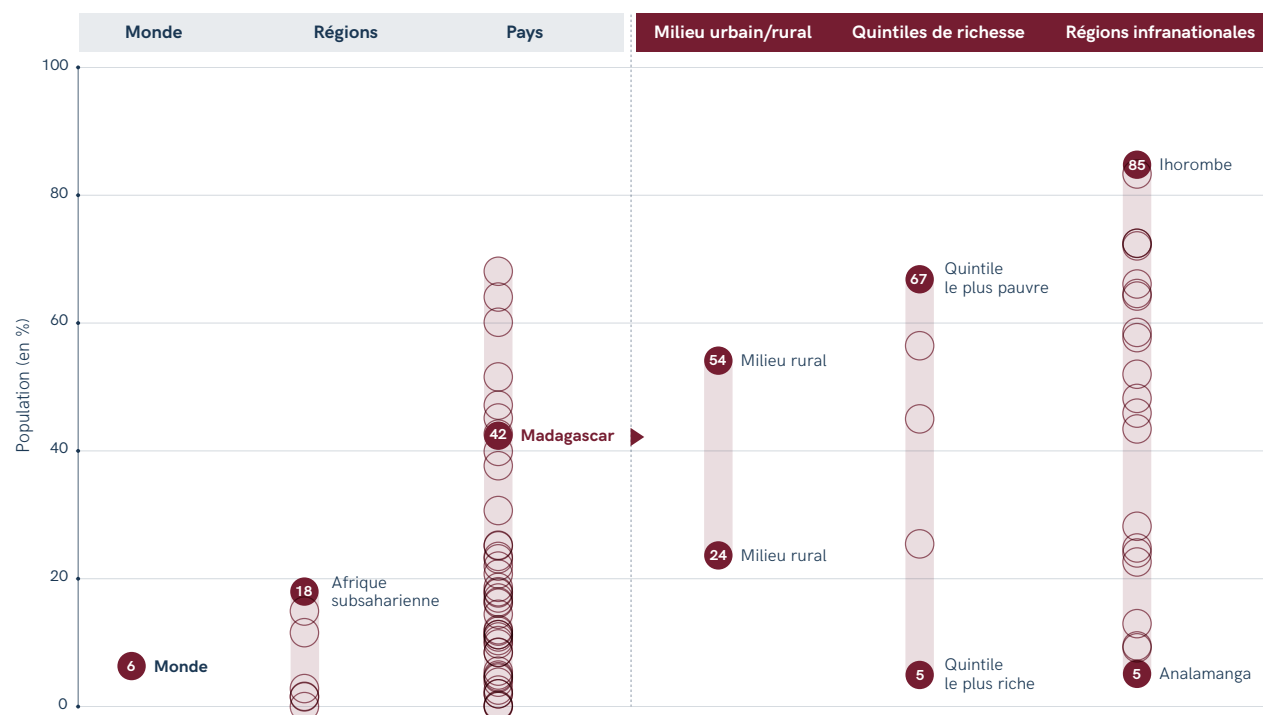 Monde
Régions
Pays
Milieu urbain/rural
Quintiles de richesse
Régions infranationales
100
80
60
40
20
0
Population (en %)
6 Monde
18 Afrique
subsaharienne
42 Madagascar
54 Milieu rural
24 Milieu rural
67 Quintile
le plus pauvre
5 Quintile
le plus riche
85 Ihorombe
5 Analamanga